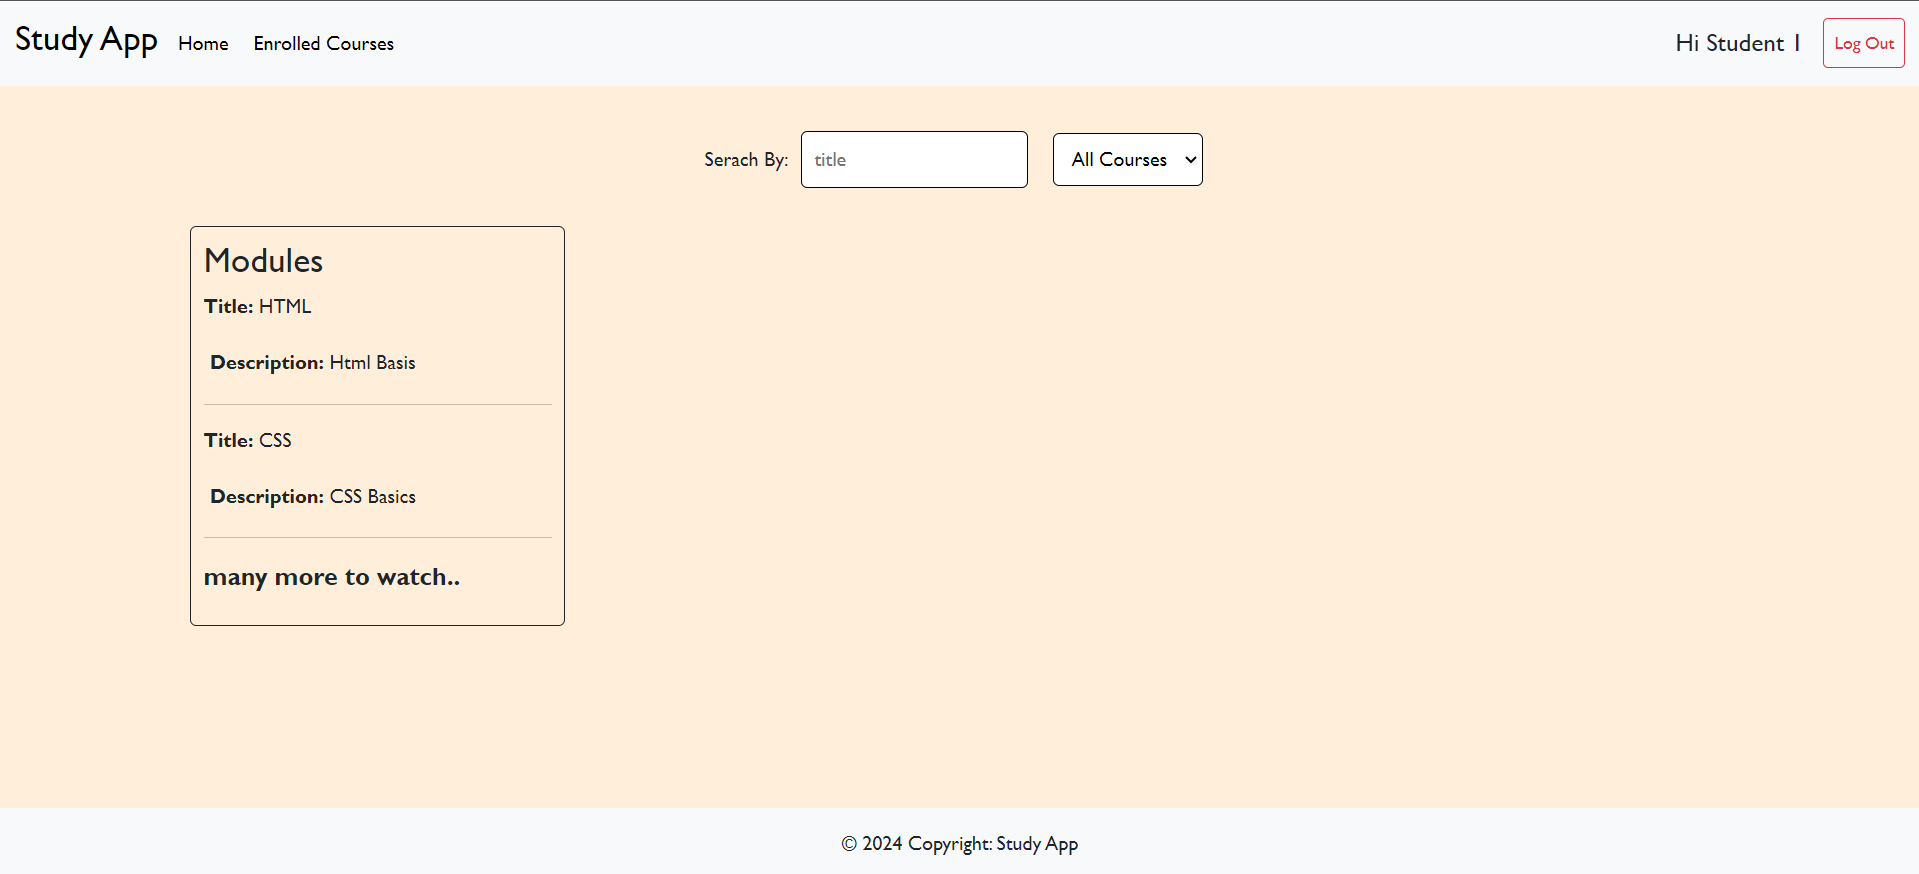 Study App Home Enrolled Courses Hi Student 1 Log Out
Serach By: title All Courses
Modules
Title: HTML
Description: Html Basis
Title: CSS
Description: CSS Basics
many more to watch..
© 2024 Copyright: Study App